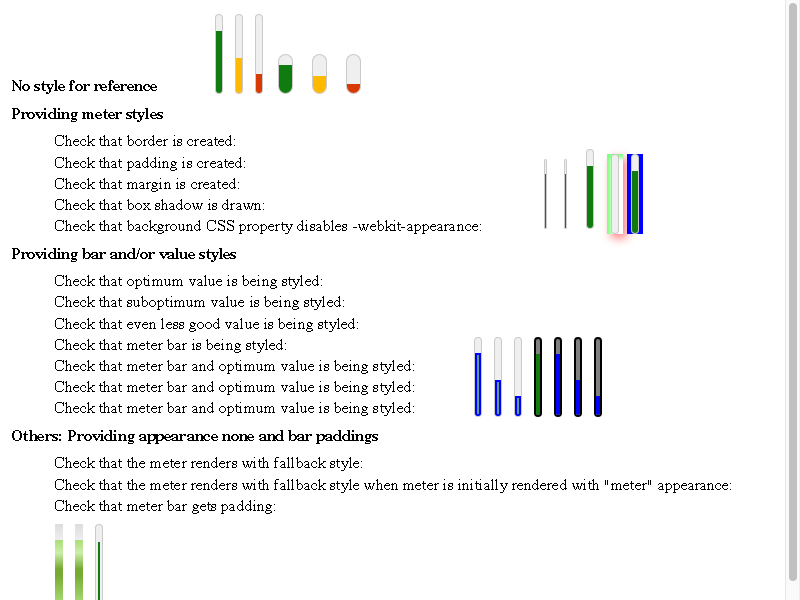 No style for reference
Providing meter styles
Check that border is created:
Check that padding is created:
Check that margin is created:
Check that box shadow is drawn:
Check that background CSS property disables -webkit-appearance:
Providing bar and/or value styles
Check that optimum value is being styled:
Check that suboptimum value is being styled:
Check that even less good value is being styled:
Check that meter bar is being styled:
Check that meter bar and optimum value is being styled:
Check that meter bar and optimum value is being styled:
Check that meter bar and optimum value is being styled:
Others: Providing appearance none and bar paddings
Check that the meter renders with fallback style:
Check that the meter renders with fallback style when meter is initially rendered with "meter" appearance:
Check that meter bar gets padding: